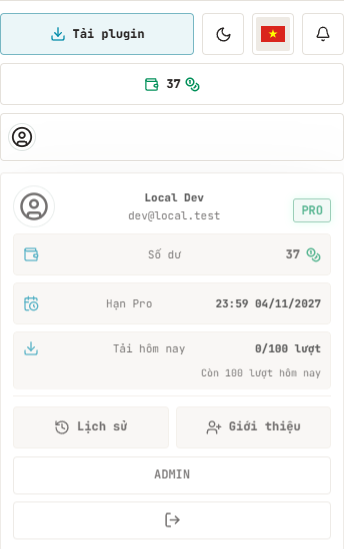 Tải plugin
37
Local Dev
dev@local.test
PRO
Số dư
37
Hạn Pro
23:59 04/11/2027
Tải hôm nay
0/100 lượt
Còn 100 lượt hôm nay
Lịch sử
Giới thiệu
ADMIN